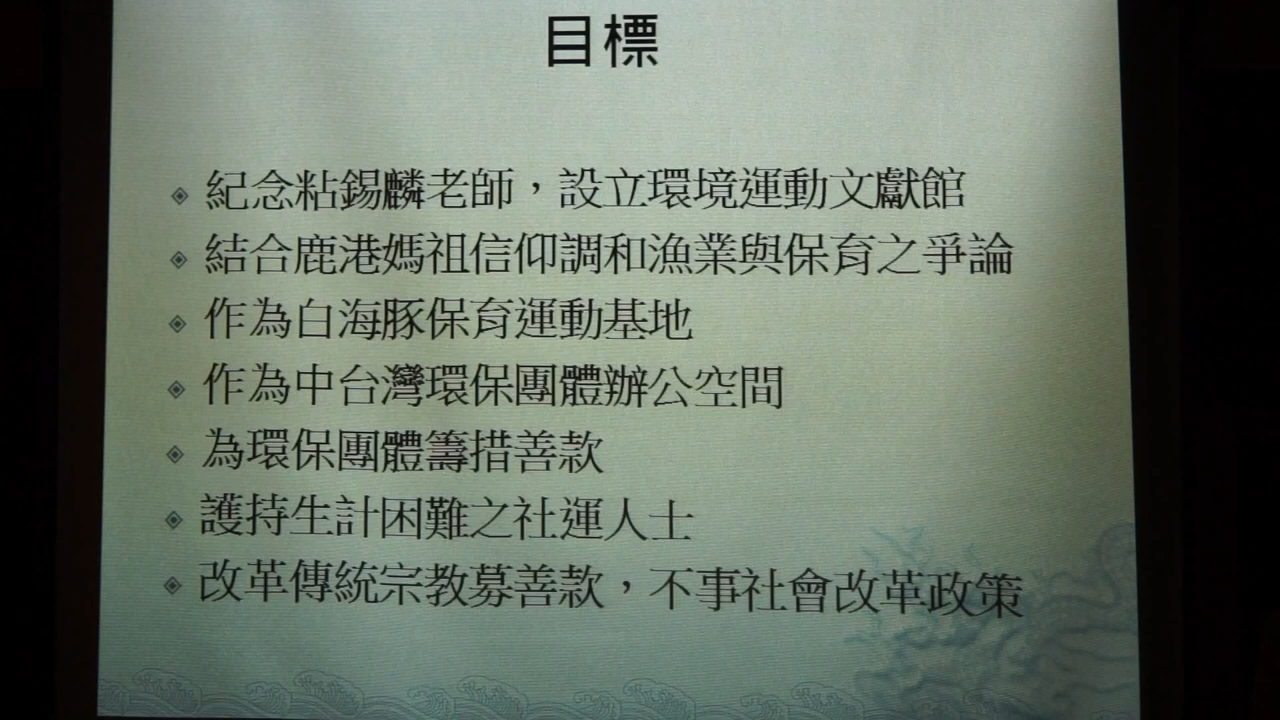 目標
紀念粘錫麟老師，設立環境運動文獻館
結合鹿港媽祖信仰調和漁業與保育之爭論
作為白海豚保育運動基地
作為中台灣環保團體辦公空間
為環保團體籌措善款
護持生計困難之社運人士
改革傳統宗教募善款，不事社會改革政策